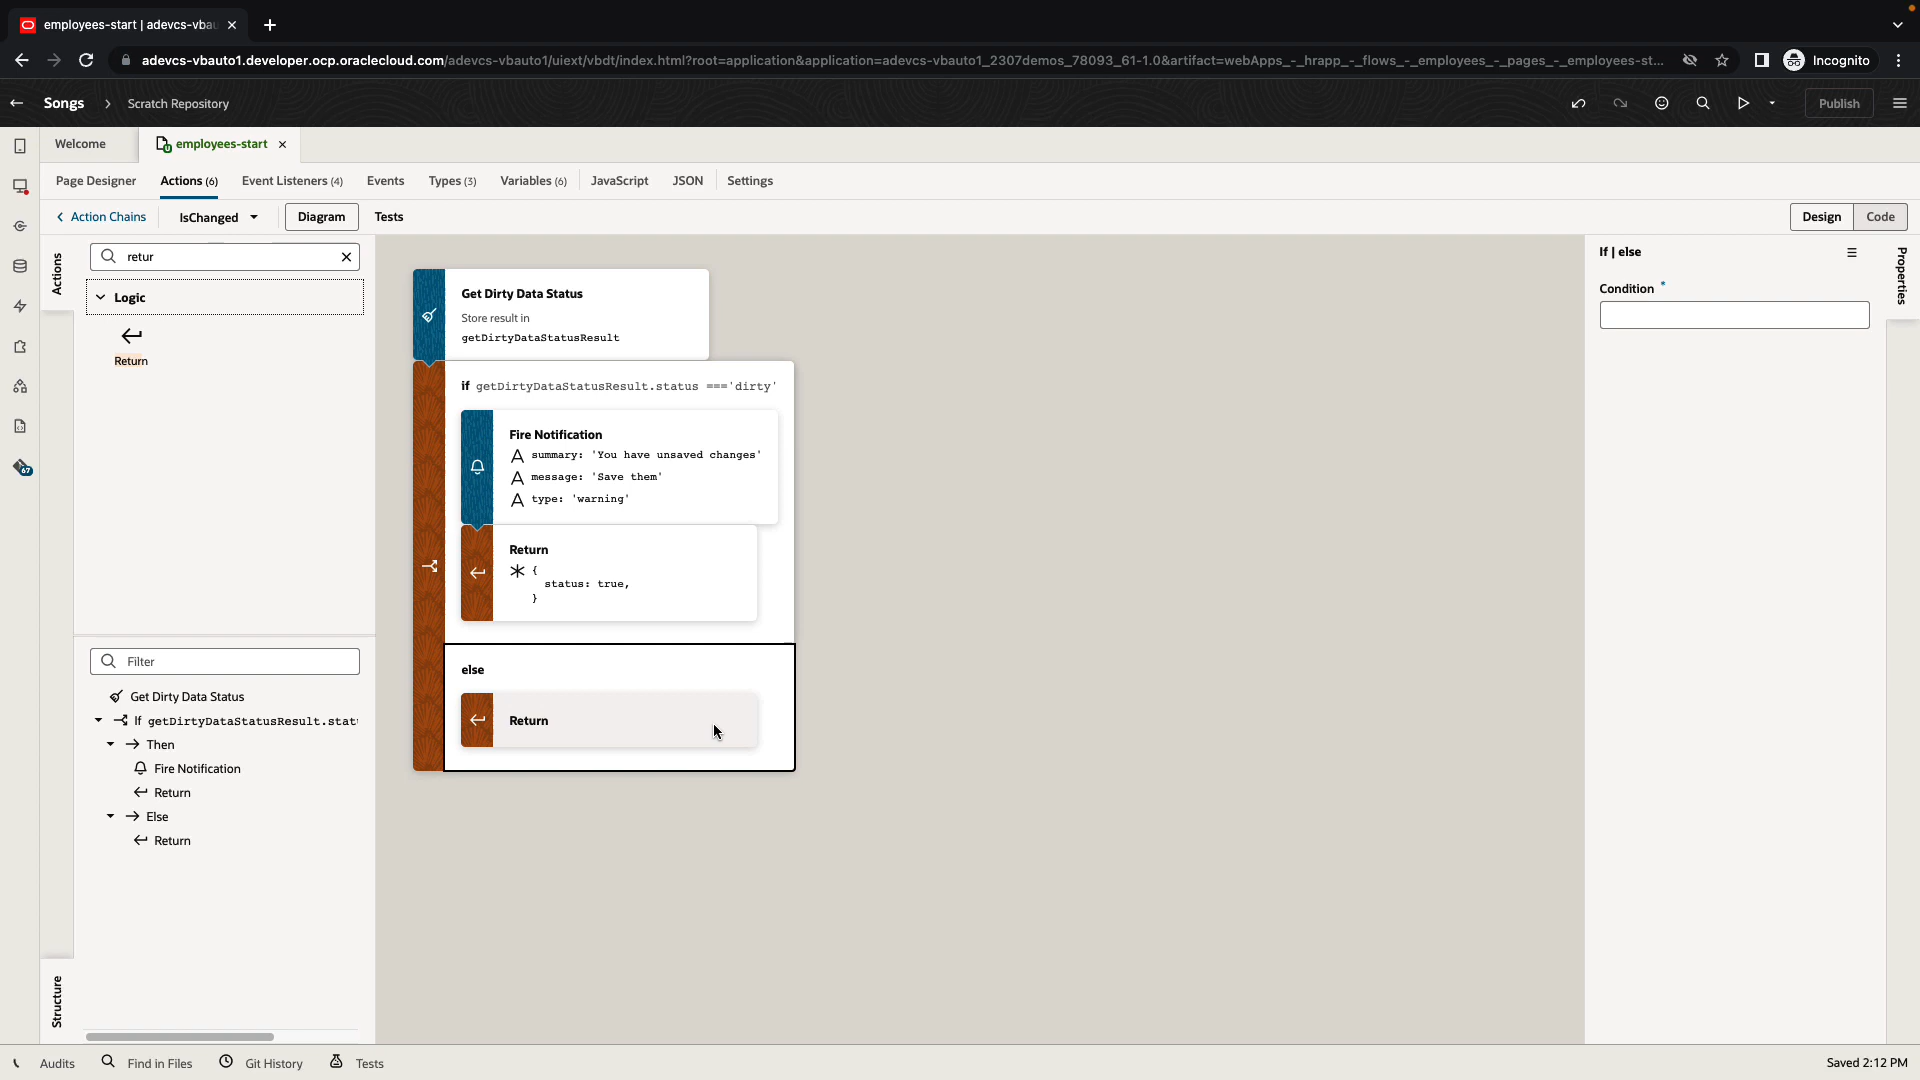 employees-start | adevcs-vbau
adevcs-vbauto1.developer.ocp.oraclecloud.com/adevcs-vbauto1/uiext/vbdt/index.html?root=application&application=adevcs-vbauto1_2307demos_78093_61-1.0&artifact=webApps_-_hrapp_-_flows_-_employees_-_pages_-_employees-st...
Incognito
Songs > Scratch Repository
Publish
Welcome
employees-start
Page Designer
Actions (6)
Event Listeners (4)
Events
Types (3)
Variables (6)
JavaScript
JSON
Settings
Action Chains
IsChanged
Diagram
Tests
Design
Code
Actions
retur
Logic
Return
Get Dirty Data Status
Store result in
getDirtyDataStatusResult
if getDirtyDataStatusResult.status ==='dirty'
Fire Notification
summary: 'You have unsaved changes'
message: 'Save them'
type: 'warning'
Return
{
status: true,
}
else
Return
If | else
Condition *
Properties
Filter
Get Dirty Data Status
If getDirtyDataStatusResult.stat
Then
Fire Notification
Return
Else
Return
67
Structure
Audits
Find in Files
Git History
Tests
Saved 2:12 PM